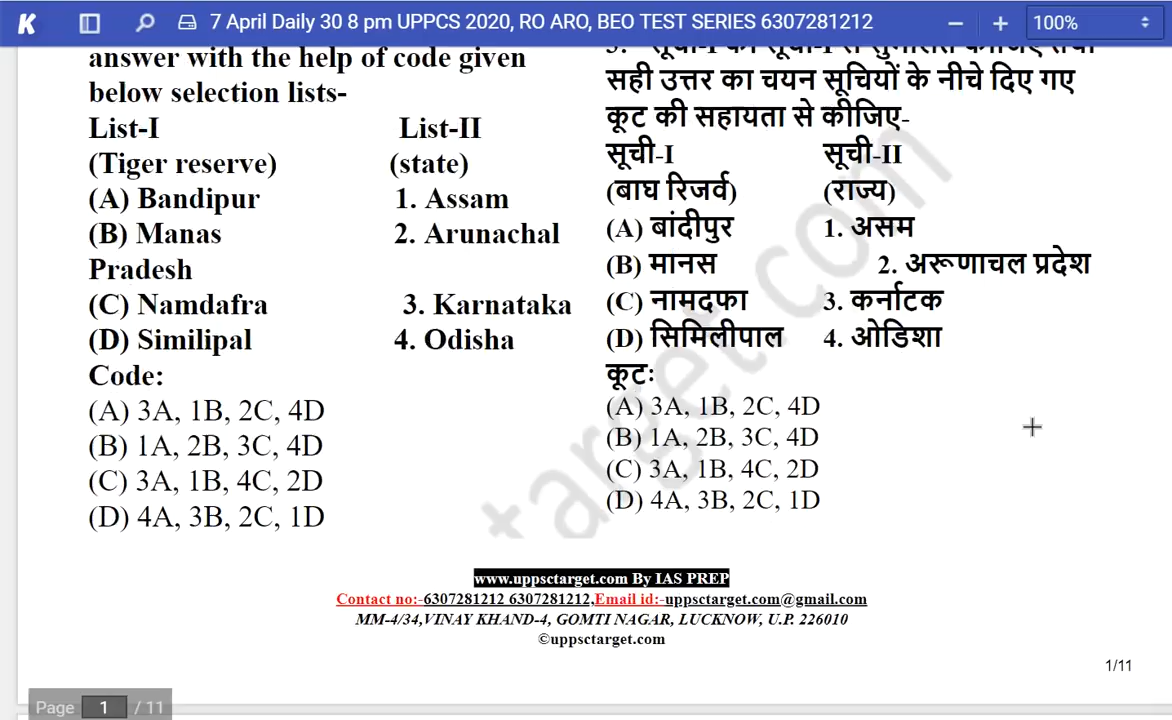 7 April Daily 30 8 pm UPPCS 2020, RO ARO, BEO TEST SERIES 6307281212
100%
answer with the help of code given
below selection lists-
List-I List-II
(Tiger reserve) (state)
(A) Bandipur 1. Assam
(B) Manas 2. Arunachal
Pradesh
(C) Namdafra 3. Karnataka
(D) Similipal 4. Odisha
Code:
(A) 3A, 1B, 2C, 4D
(B) 1A, 2B, 3C, 4D
(C) 3A, 1B, 4C, 2D
(D) 4A, 3B, 2C, 1D
सही उत्तर का चयन सूचियों के नीचे दिए गए
कूट की सहायता से कीजिए-
सूची-I सूची-II
(बाघ रिजर्व) (राज्य)
(A) बांदीपुर 1. असम
(B) मानस 2. अरूणाचल प्रदेश
(C) नामदफा 3. कर्नाटक
(D) सिमिलीपाल 4. ओडिशा
कूटः
(A) 3A, 1B, 2C, 4D
(B) 1A, 2B, 3C, 4D
(C) 3A, 1B, 4C, 2D
(D) 4A, 3B, 2C, 1D
target.com
www.uppsctarget.com By IAS PREP
Contact no:-6307281212 6307281212,Email id:-uppsctarget.com@gmail.com
MM-4/34,VINAY KHAND-4, GOMTI NAGAR, LUCKNOW, U.P. 226010
©uppsctarget.com
1/11
Page 1 / 11